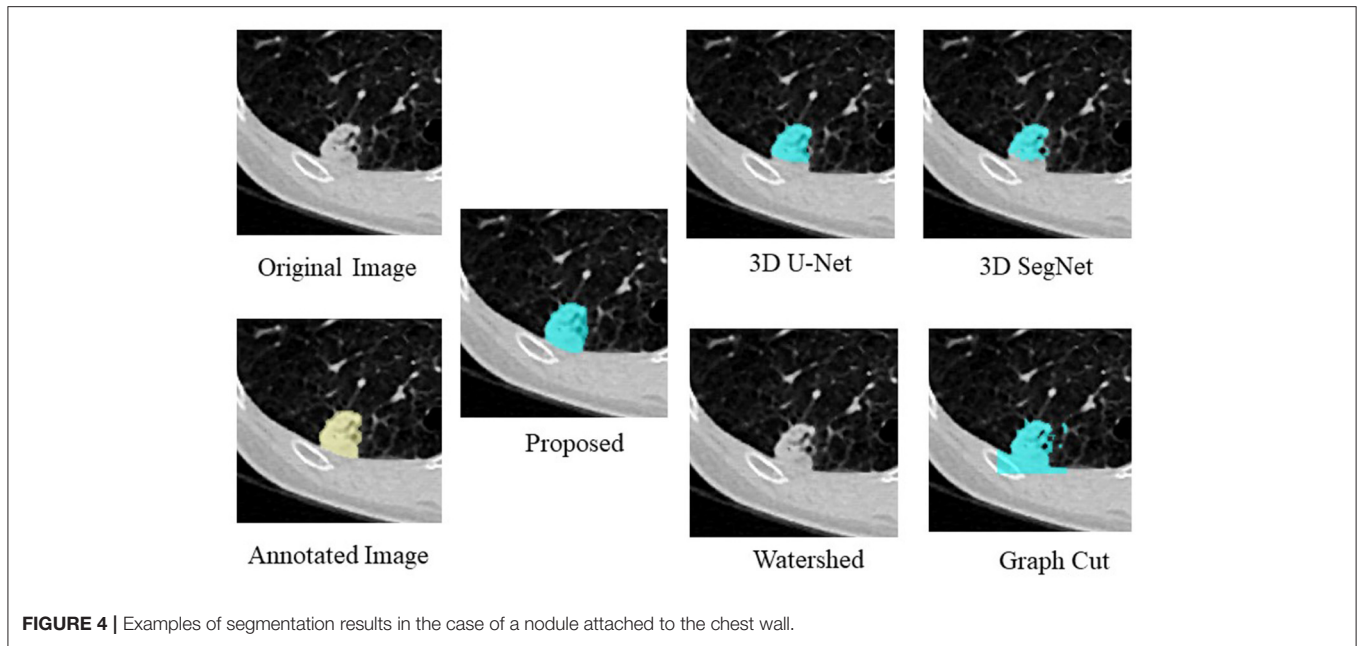 Original Image
3D U-Net
3D SegNet
Proposed
Annotated Image
Watershed
Graph Cut
FIGURE 4 | Examples of segmentation results in the case of a nodule attached to the chest wall.